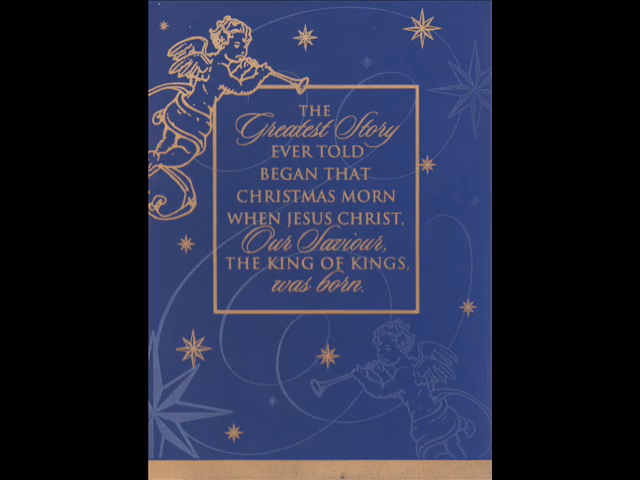 THE
Greatest Story
EVER TOLD
BEGAN THAT
CHRISTMAS MORN
WHEN JESUS CHRIST,
Our Saviour,
THE KING OF KINGS,
was born.